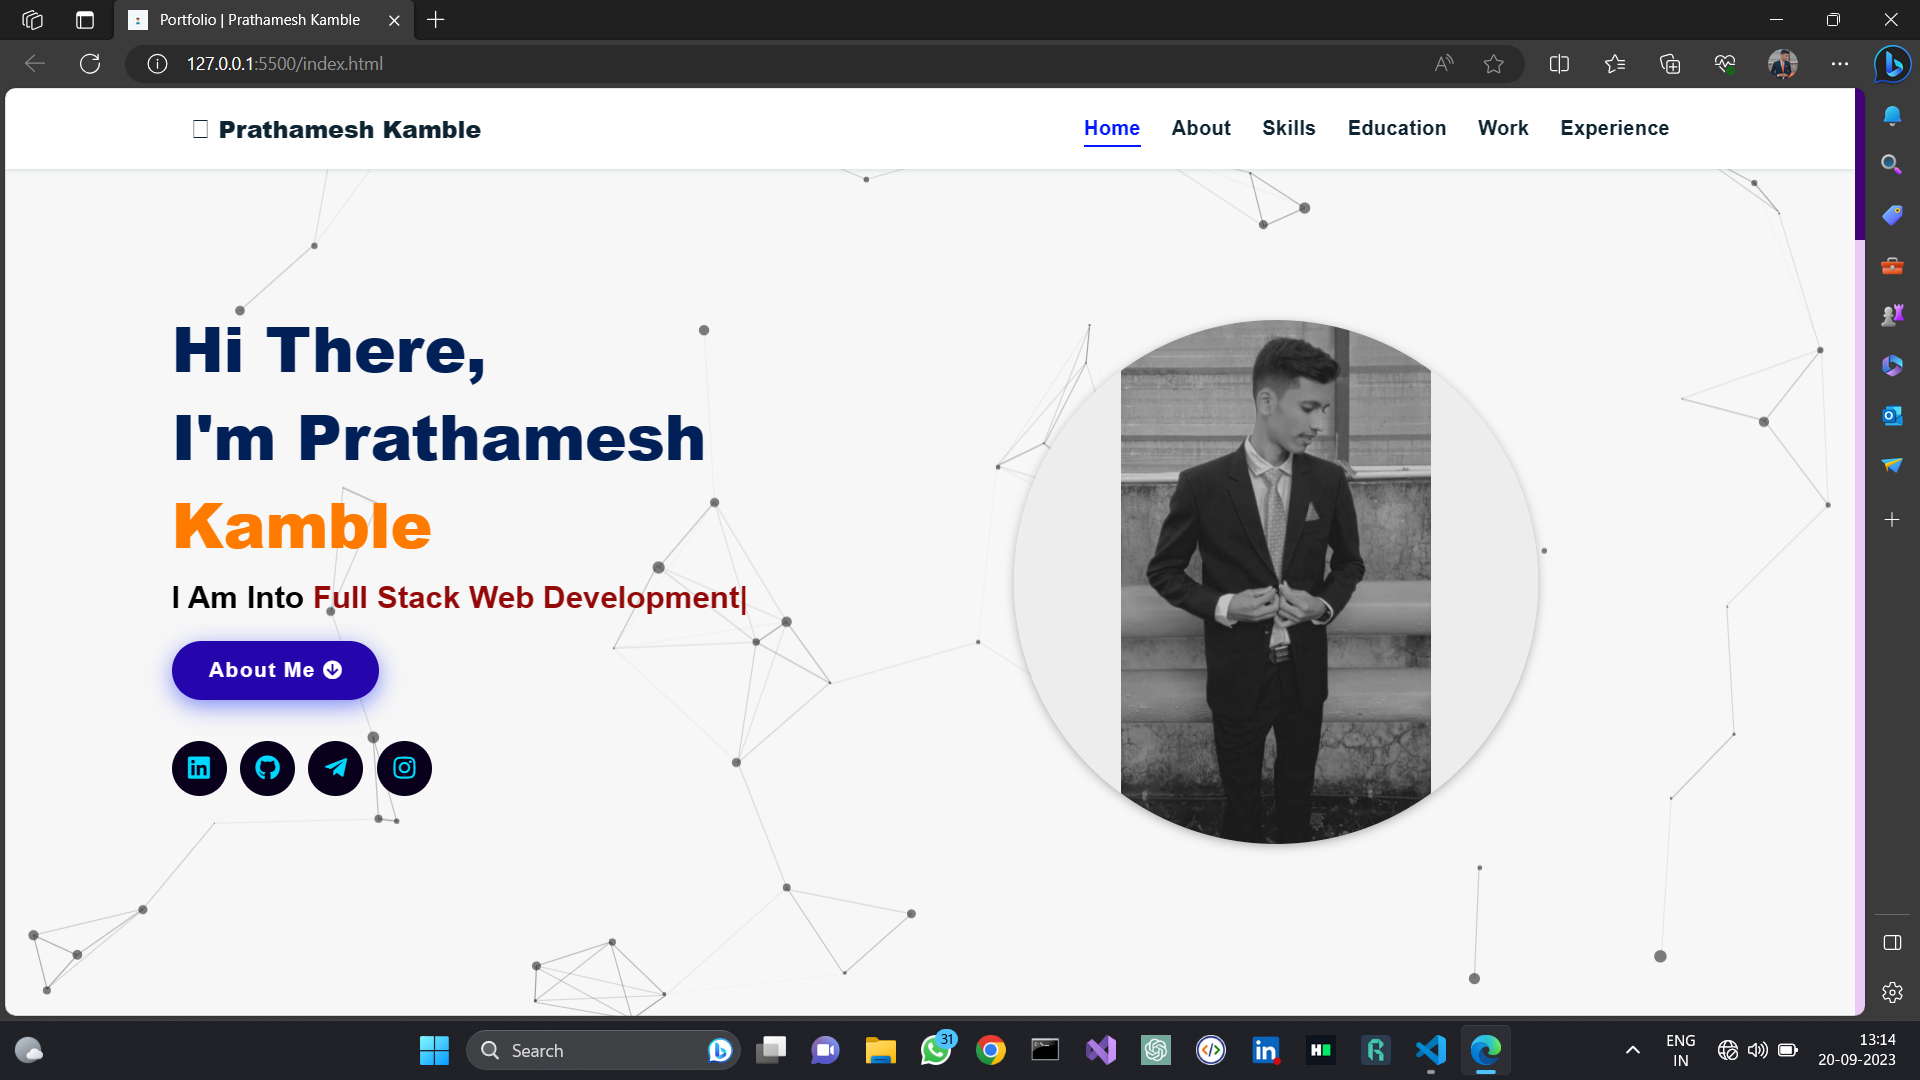 Portfolio | Prathamesh Kamble
127.0.0.1:5500/index.html
Prathamesh Kamble
Home About Skills Education Work Experience
Hi There,
I'm Prathamesh
Kamble
I Am Into Full Stack Web Development|
About Me
Search
31
ENG
IN
13:14
20-09-2023